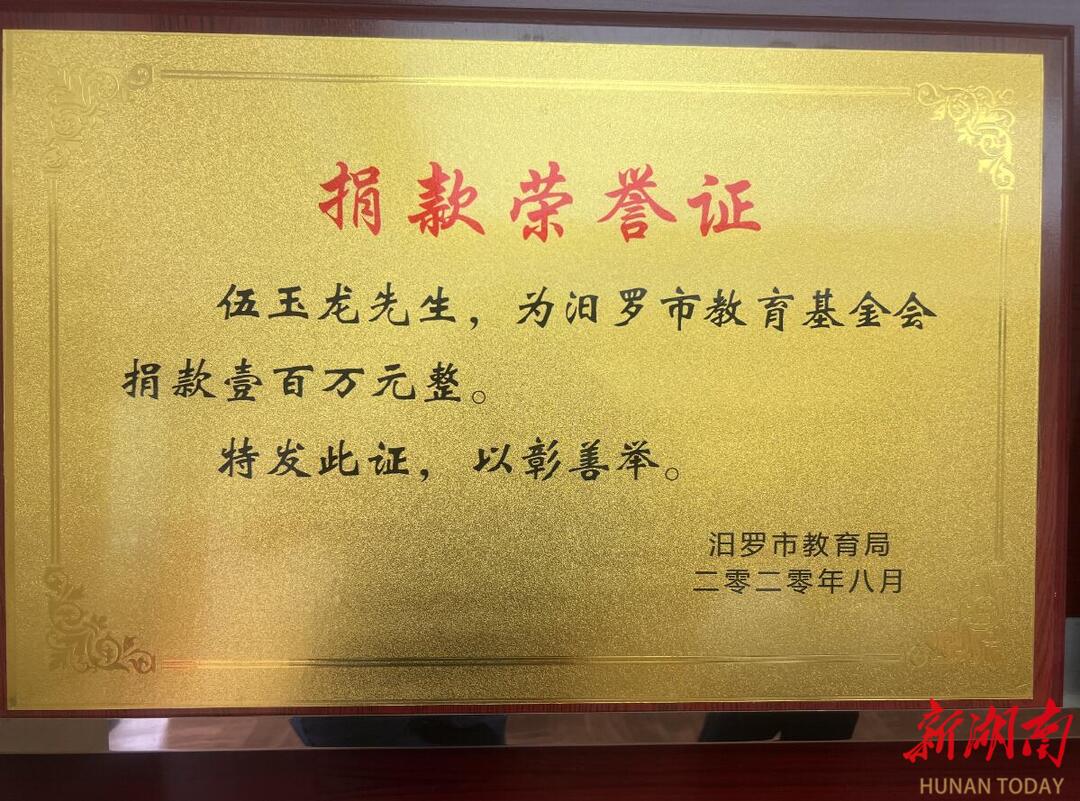 捐款荣誉证
伍玉龙先生，为汨罗市教育基金会
捐款壹百万元整。
特发此证，以彰善举。
汨罗市教育局
二零二零年八月
新湖南
HUNAN TODAY